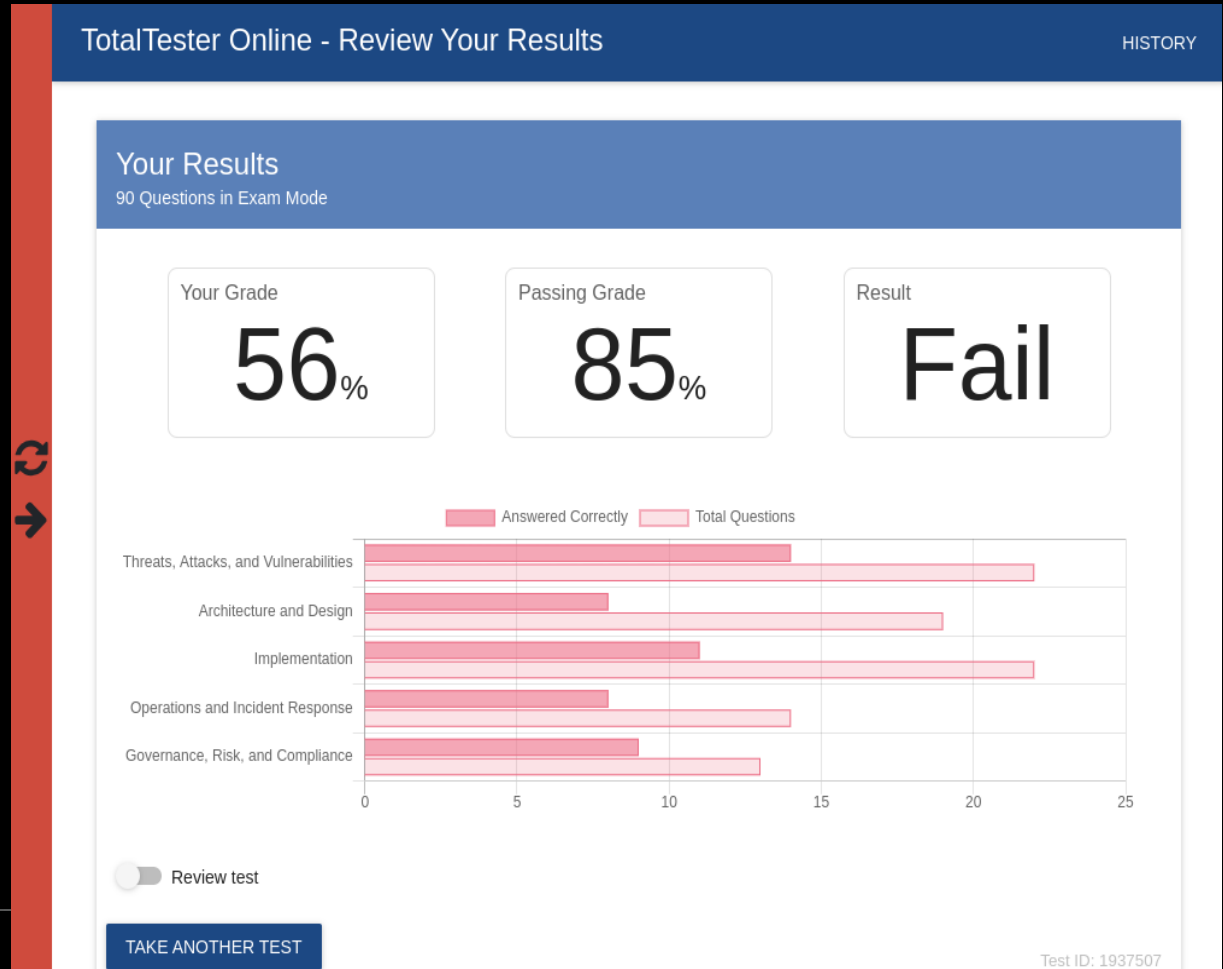 TotalTester Online - Review Your Results
HISTORY
Your Results
90 Questions in Exam Mode
Your Grade
56%
Passing Grade
85%
Result
Fail
Answered Correctly
Total Questions
Threats, Attacks, and Vulnerabilities
Architecture and Design
Implementation
Operations and Incident Response
Governance, Risk, and Compliance
0 5 10 15 20 25
Review test
TAKE ANOTHER TEST
Test ID: 1937507